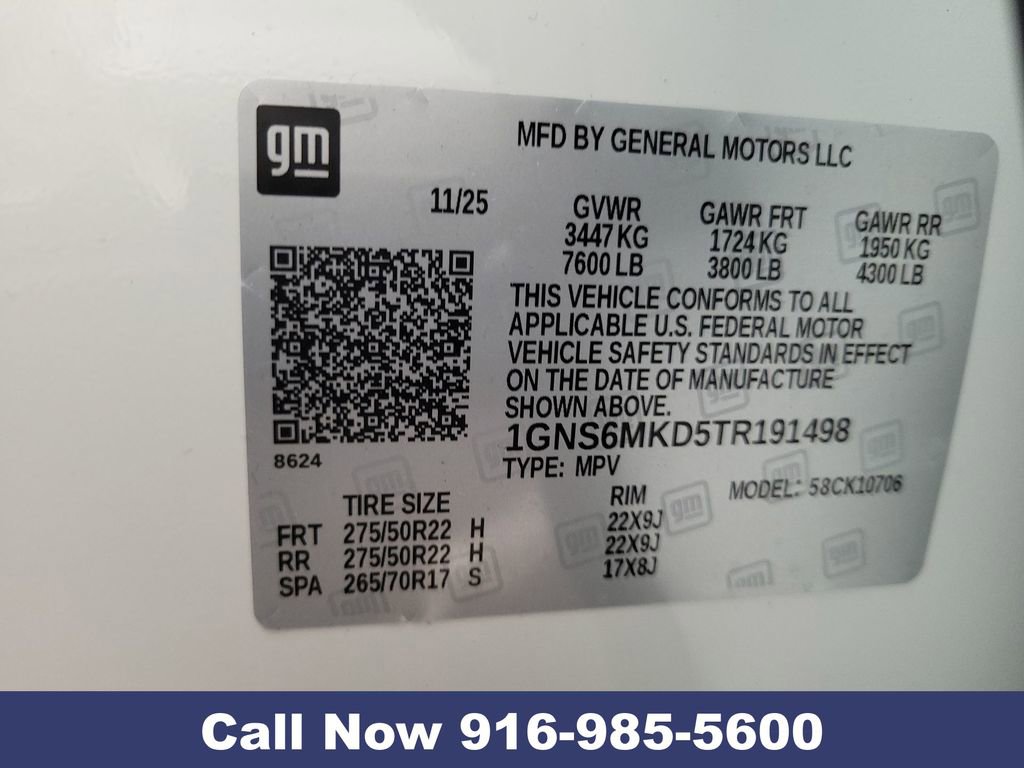 gm
MFD BY GENERAL MOTORS LLC
11/25
GVWR GAWR FRT GAWR RR
3447 KG 1724 KG 1950 KG
7600 LB 3800 LB 4300 LB
THIS VEHICLE CONFORMS TO ALL
APPLICABLE U.S. FEDERAL MOTOR
VEHICLE SAFETY STANDARDS IN EFFECT
ON THE DATE OF MANUFACTURE
SHOWN ABOVE.
1GNS6MKD5TR191498
8624
TYPE: MPV
MODEL: 58CK10706
TIRE SIZE RIM
FRT 275/50R22 H 22X9J
RR 275/50R22 H 22X9J
SPA 265/70R17 S 17X8J
Call Now 916-985-5600